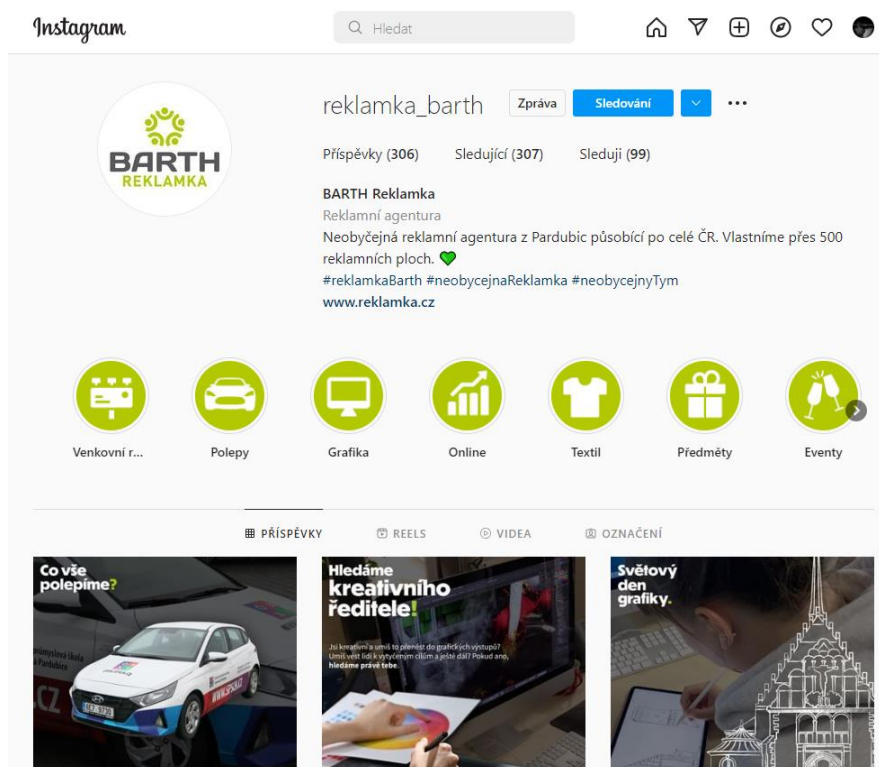 Instagram
Hledat
reklamka_barth Zpráva Sledování
Příspěvky (306) Sledující (307) Sleduji (99)
BARTH
REKLAMKA
BARTH Reklamka
Reklamní agentura
Neobyčejná reklamní agentura z Pardubic působící po celé ČR. Vlastníme přes 500
reklamních ploch.
#reklamkaBarth #neobycejnaReklamka #neobycejnyTym
www.reklamka.cz
Venkovní r... Polepy Grafika Online Textil Předměty Eventy
PŘÍSPĚVKY REELS VIDEA OZNAČENÍ
Co vše
polepíme?
Hledáme
kreativního
ředitele!
Jsi kreativní a umíš to přenést do grafických výstupů?
Umíš vést lidi k vytyčeným cílům a ještě dál? Pokud ano,
hledáme právě tebe.
Světový
den
grafiky.